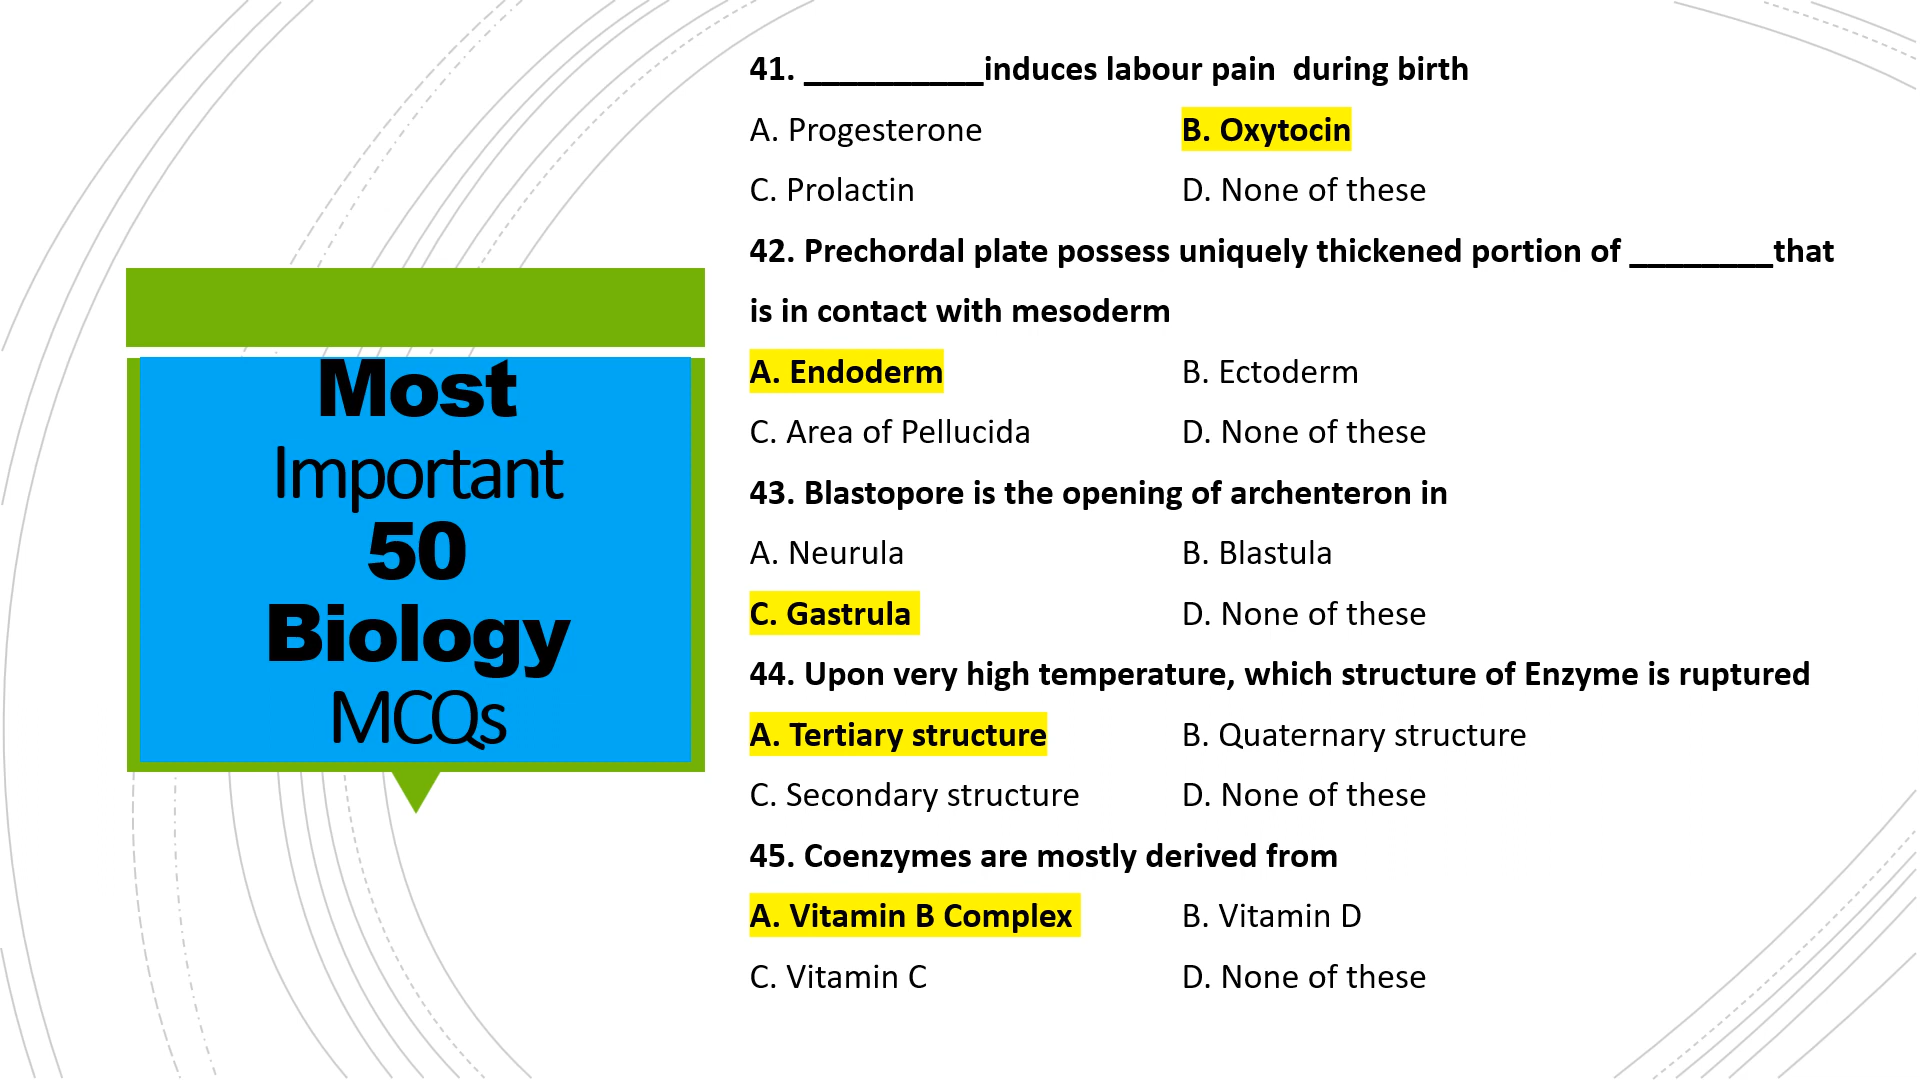 Most
Important
50
Biology
MCQs
41. __________induces labour pain  during birth
A. Progesterone B. Oxytocin
C. Prolactin D. None of these
42. Prechordal plate possess uniquely thickened portion of ________that
is in contact with mesoderm
A. Endoderm B. Ectoderm
C. Area of Pellucida D. None of these
43. Blastopore is the opening of archenteron in
A. Neurula B. Blastula
C. Gastrula D. None of these
44. Upon very high temperature, which structure of Enzyme is ruptured
A. Tertiary structure B. Quaternary structure
C. Secondary structure D. None of these
45. Coenzymes are mostly derived from
A. Vitamin B Complex B. Vitamin D
C. Vitamin C D. None of these